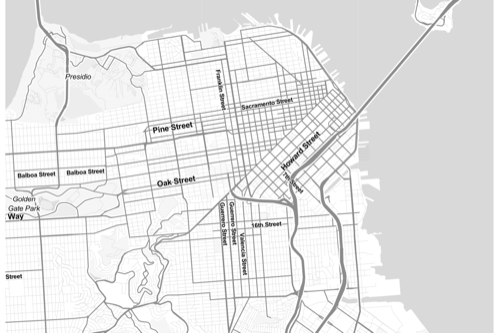 Presidio
Franklin Street
Sacramento Street
Pine Street
Howard Street
Balboa Street
Balboa Street
Oak Street
Street
Golden
Gate Park
Way
Guerrero Street
Guerrero Street
Valencia Street
16th Street
Street